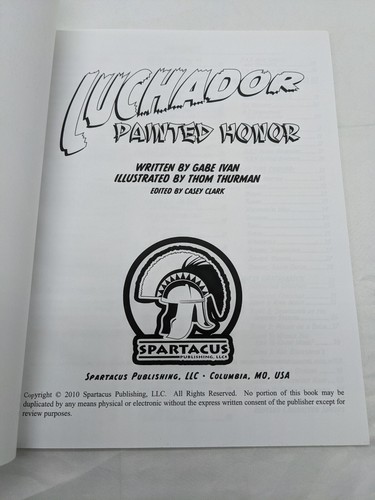 LUCHADOR
PAINTED HONOR
WRITTEN BY GABE IVAN
ILLUSTRATED BY THOM THURMAN
EDITED BY CASEY CLARK
SPARTACUS
PUBLISHING, LLC
SPARTACUS PUBLISHING, LLC · COLUMBIA, MO, USA
Copyright © 2010 Spartacus Publishing, LLC. All Rights Reserved. No portion of this book may be
duplicated by any means physical or electronic without the express written consent of the publisher except for
review purposes.